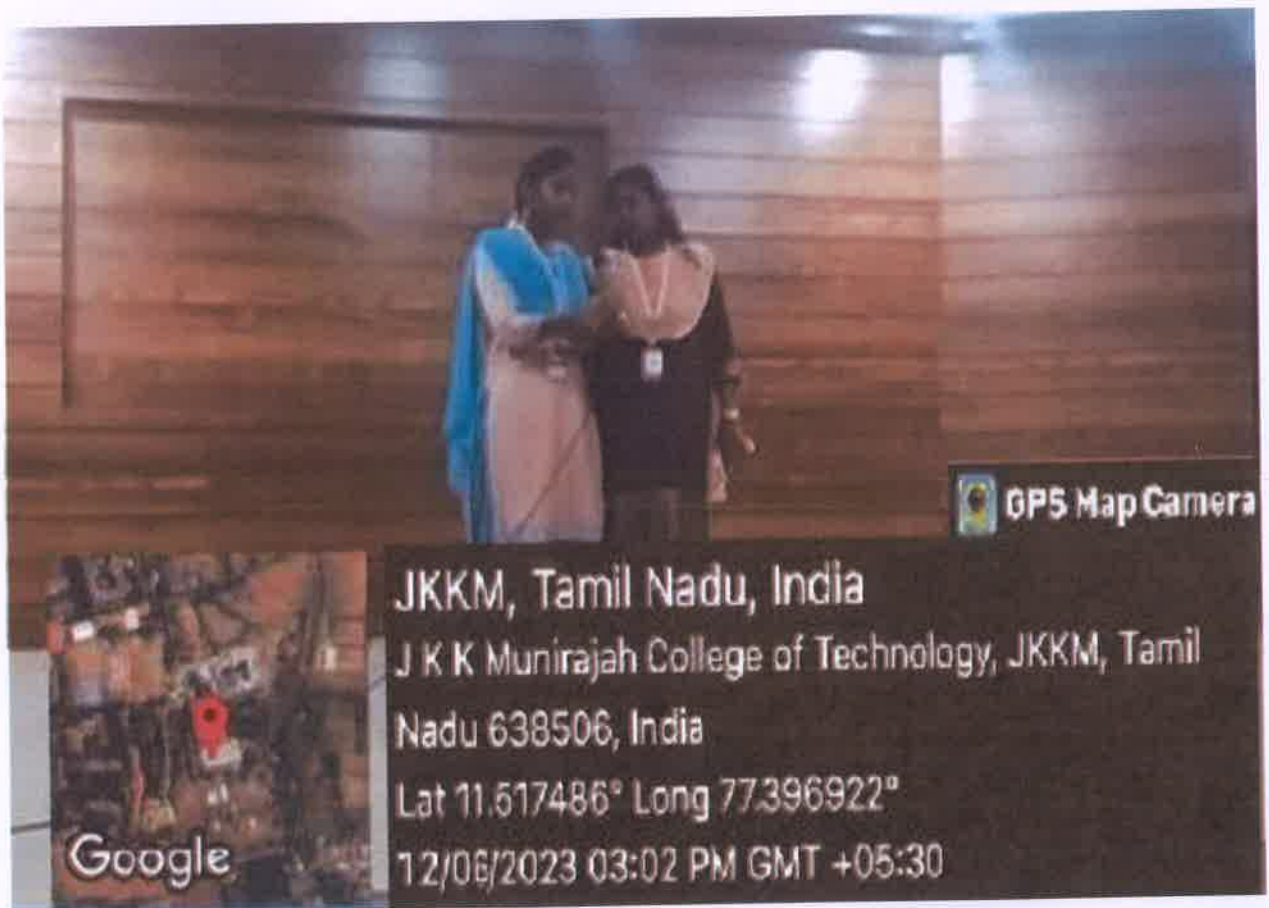 GPS Map Camera
JKKM, Tamil Nadu, India
J K K Munirajah College of Technology, JKKM, Tamil
Nadu 638506, India
Lat 11.517486° Long 77.396922°
12/06/2023 03:02 PM GMT +05:30
Google